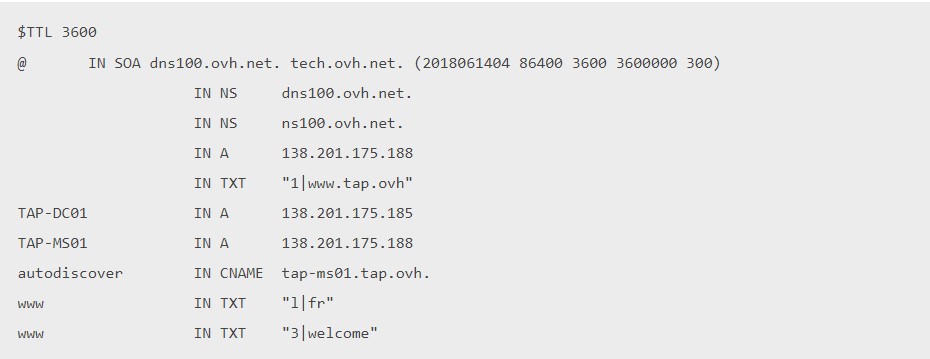 $TTL 3600
@ IN SOA dns100.ovh.net. tech.ovh.net. (2018061404 86400 3600 3600000 300)
IN NS dns100.ovh.net.
IN NS ns100.ovh.net.
IN A 138.201.175.188
IN TXT "1|www.tap.ovh"
TAP-DC01 IN A 138.201.175.185
TAP-MS01 IN A 138.201.175.188
autodiscover IN CNAME tap-ms01.tap.ovh.
www IN TXT "l|fr"
www IN TXT "3|welcome"